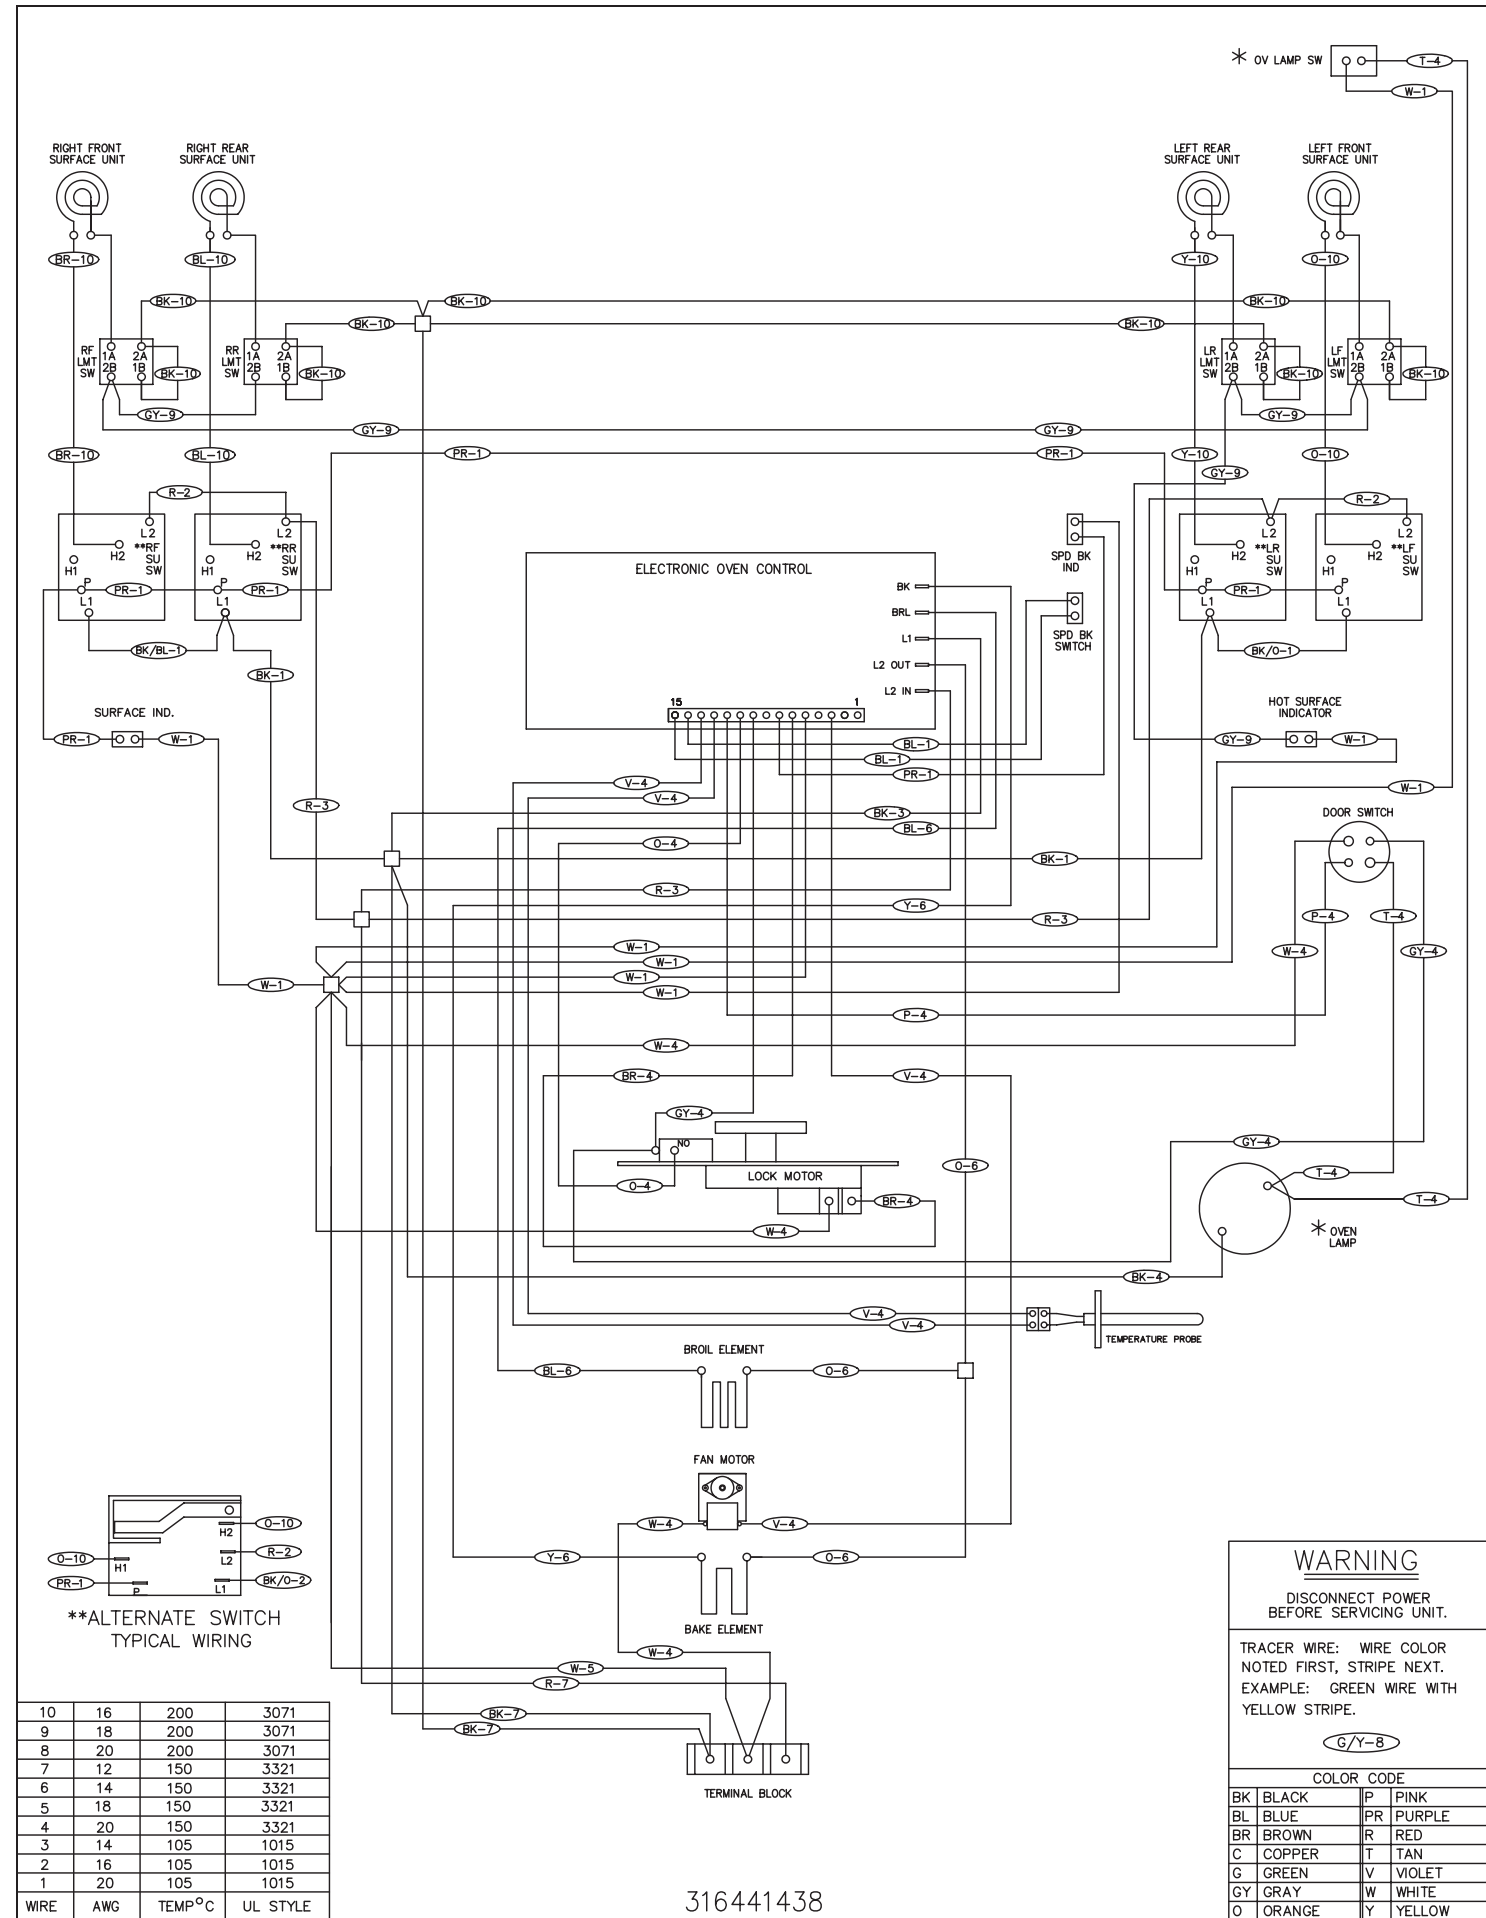 OV LAMP SW
T-4
W-1
RIGHT FRONT
SURFACE UNIT
RIGHT REAR
SURFACE UNIT
LEFT REAR
SURFACE UNIT
LEFT FRONT
SURFACE UNIT
BR-10
BL-10
Y-10
O-10
BK-10
BK-10
BK-10
BK-10
BK-10
RF
LMT
SW
1A
2B
2A
1B
BK-10
RR
LMT
SW
1A
2B
2A
1B
BK-10
LR
LMT
SW
1A
2B
2A
1B
BK-10
LF
LMT
SW
1A
2B
2A
1B
BK-10
GY-9
GY-9
GY-9
GY-9
BR-10
BL-10
PR-1
PR-1
Y-10
O-10
GY-9
R-2
R-2
L2
H2
**RF
SU
SW
H1
P
L1
PR-1
L2
H2
**RR
SU
SW
H1
P
L1
PR-1
L2
H2
**LR
SU
SW
H1
P
L1
PR-1
L2
H2
**LF
SU
SW
H1
P
L1
BK/BL-1
BK-1
BK/O-1
SPD BK
IND
SPD BK
SWITCH
ELECTRONIC OVEN CONTROL
BK
BRL
L1
L2 OUT
L2 IN
15
1
SURFACE IND.
PR-1
W-1
HOT SURFACE
INDICATOR
GY-9
W-1
BL-1
BL-1
PR-1
V-4
V-4
W-1
R-3
BK-3
BL-6
DOOR SWITCH
O-4
BK-1
R-3
Y-6
R-3
P-4
T-4
W-1
W-1
W-1
W-1
W-1
W-4
GY-4
P-4
W-4
BR-4
V-4
GY-4
NO
LOCK MOTOR
O-4
BR-4
W-4
O-6
GY-4
T-4
T-4
OVEN
LAMP
BK-4
V-4
V-4
TEMPERATURE PROBE
BROIL ELEMENT
BL-6
O-6
FAN MOTOR
W-4
V-4
Y-6
O-6
BAKE ELEMENT
W-4
W-5
R-7
BK-7
BK-7
TERMINAL BLOCK
H2
O-10
L2
R-2
O-10
H1
PR-1
P
L1
BK/O-2
**ALTERNATE SWITCH
TYPICAL WIRING
10 16 200 3071
9 18 200 3071
8 20 200 3071
7 12 150 3321
6 14 150 3321
5 18 150 3321
4 20 150 3321
3 14 105 1015
2 16 105 1015
1 20 105 1015
WIRE AWG TEMP°C UL STYLE
316441438
WARNING
DISCONNECT POWER
BEFORE SERVICING UNIT.
TRACER WIRE: WIRE COLOR
NOTED FIRST, STRIPE NEXT.
EXAMPLE: GREEN WIRE WITH
YELLOW STRIPE.
G/Y-8
COLOR CODE
BK BLACK P PINK
BL BLUE PR PURPLE
BR BROWN R RED
C COPPER T TAN
G GREEN V VIOLET
GY GRAY W WHITE
O ORANGE Y YELLOW